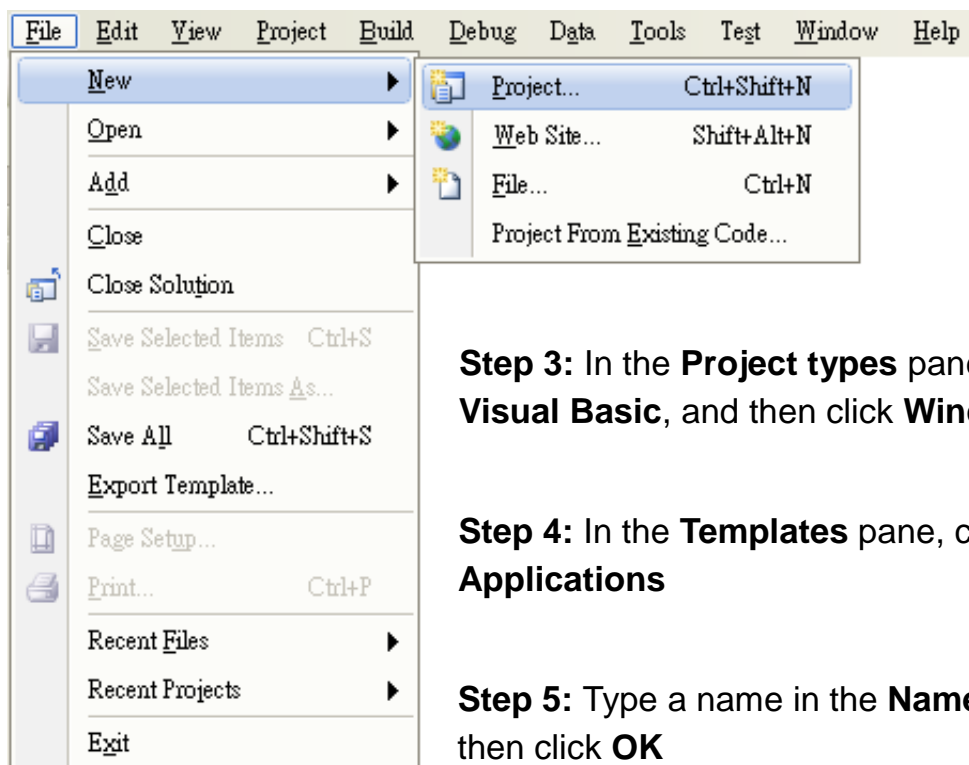 File Edit View Project Build Debug Data Tools Test Window Help
New
Open
Add
Close
Close Solution
Save Selected Items Ctrl+S
Save Selected Items As...
Save All Ctrl+Shift+S
Export Template...
Page Setup...
Print... Ctrl+P
Recent Files
Recent Projects
Exit
Project... Ctrl+Shift+N
Web Site... Shift+Alt+N
File... Ctrl+N
Project From Existing Code...
Step 3: In the Project types
Visual Basic, and then click
Step 4: In the Templates pane,
Applications
Step 5: Type a name in the Name
then click OK